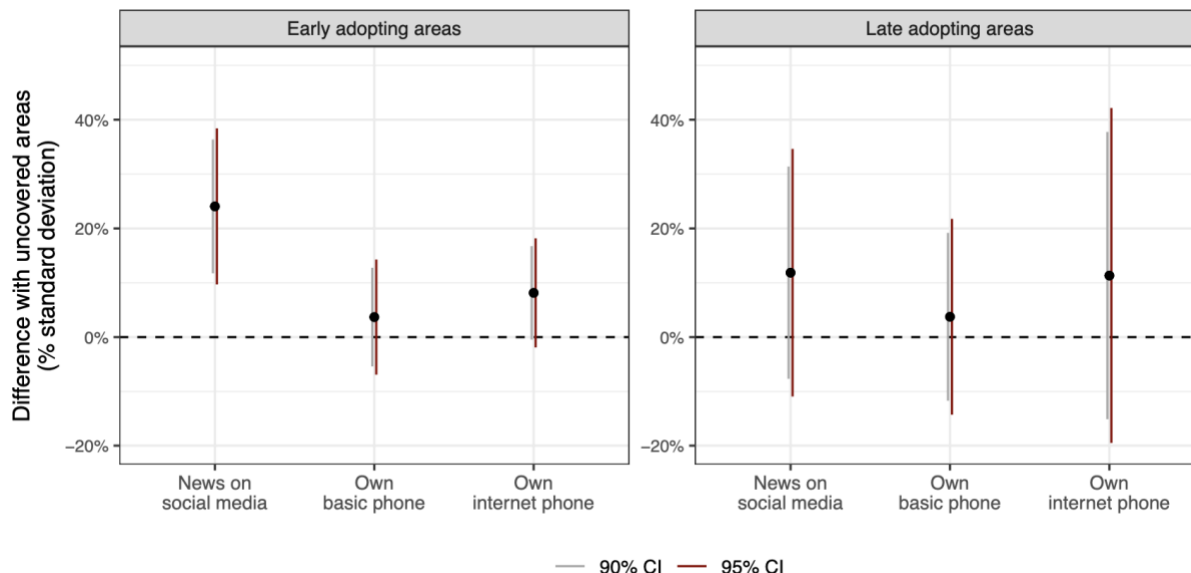 Early adopting areas
Late adopting areas
Difference with uncovered areas
(% standard deviation)
40%
20%
0%
−20%
40%
20%
0%
−20%
News on
social media
Own
basic phone
Own
internet phone
News on
social media
Own
basic phone
Own
internet phone
90% CI
95% CI